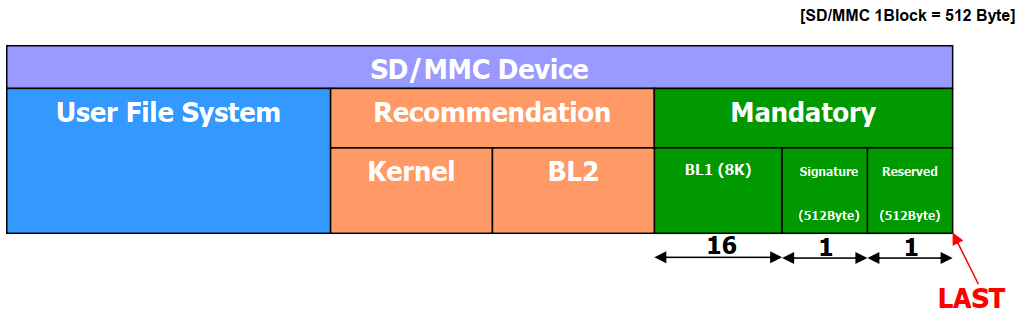 [SD/MMC 1Block = 512 Byte]
SD/MMC Device
User File System
Recommendation
Mandatory
Kernel
BL2
BL1 (8K)
Signature
(512Byte)
Reserved
(512Byte)
16
1
1
LAST